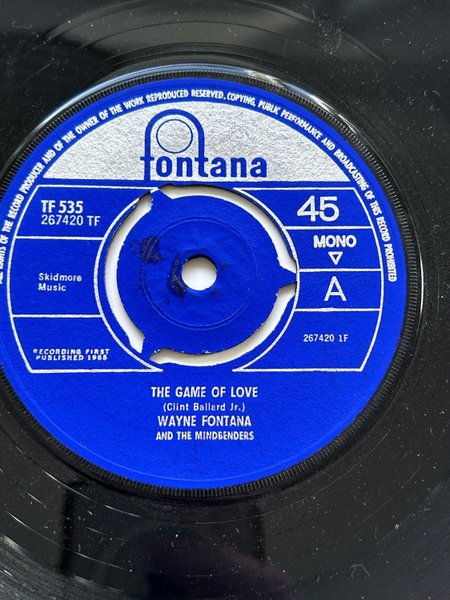 ALL RIGHTS OF THE RECORD PRODUCER AND OF THE OWNER OF THE WORK REPRODUCED RESERVED. COPYING, PUBLIC PERFORMANCE AND BROADCASTING OF THIS RECORD PROHIBITED
fontana
TF 535
267420 TF
45
MONO
A
Skidmore
Music
267420 1F
RECORDING FIRST
PUBLISHED 1965
THE GAME OF LOVE
(Clint Ballard Jr.)
WAYNE FONTANA
AND THE MINDBENDERS